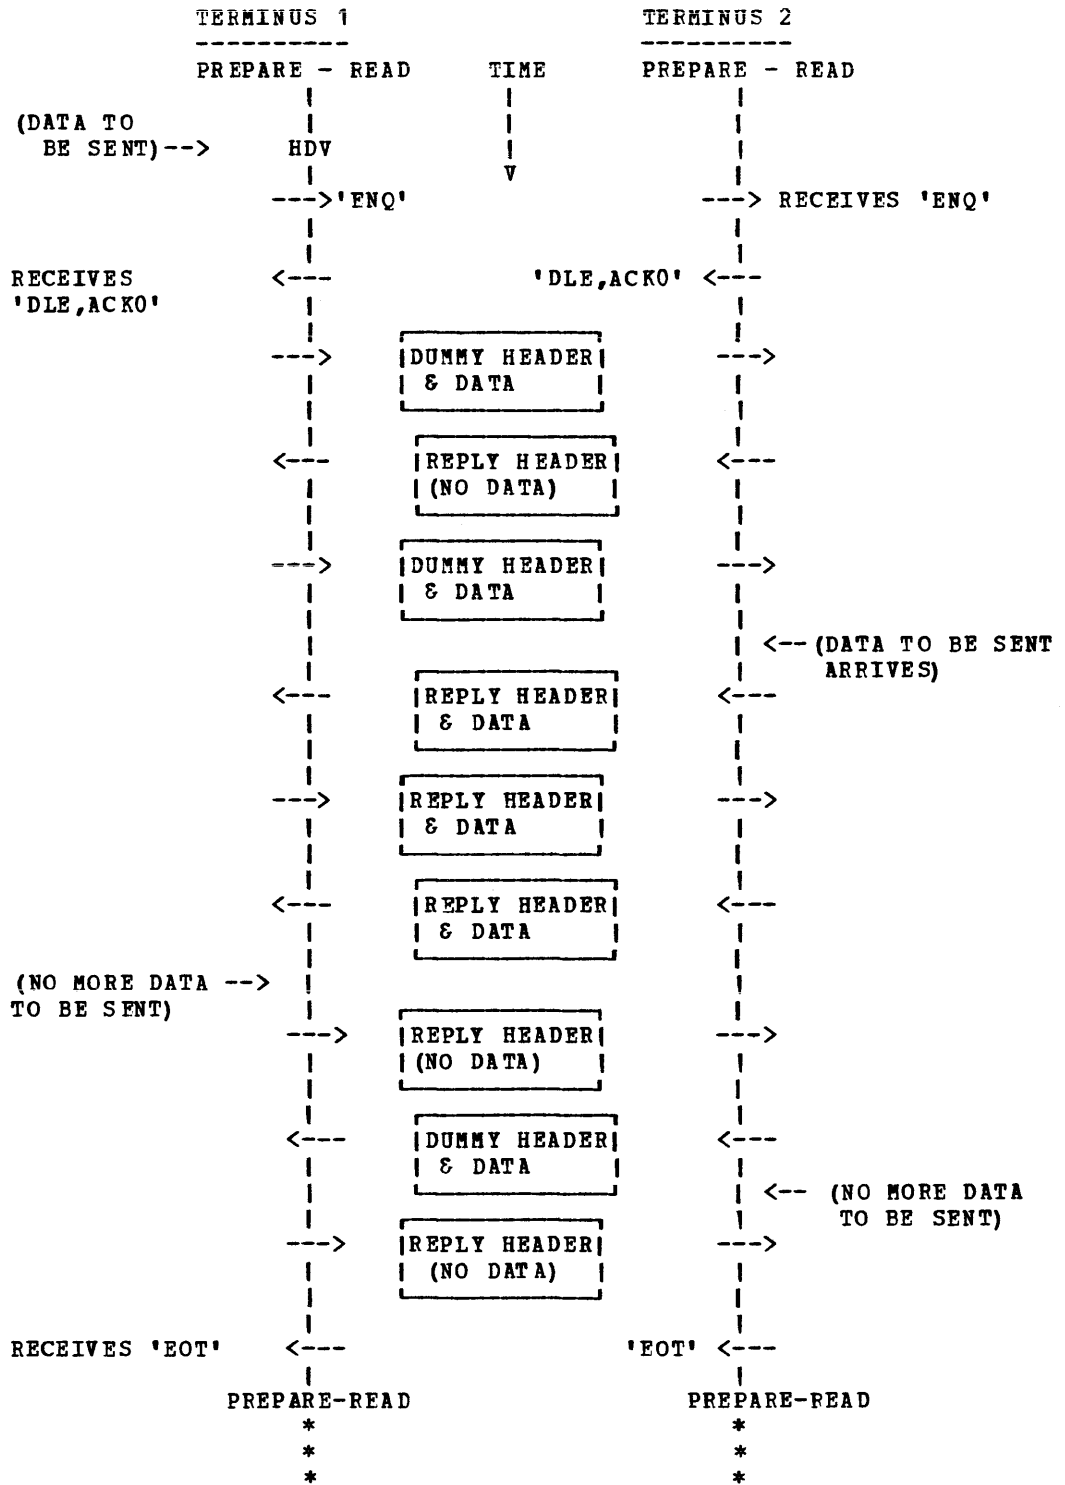 TERMINUS 1 TERMINUS 2
---------- ----------
PREPARE - READ TIME PREPARE - READ
(DATA TO
BE SENT)--> HDV
V
--->'ENQ' ---> RECEIVES 'ENQ'
RECEIVES <--- 'DLE,ACK0' <---
'DLE,ACK0'
---> DUMMY HEADER --->
& DATA
<--- REPLY HEADER <---
(NO DATA)
---> DUMMY HEADER --->
& DATA
<-- (DATA TO BE SENT
ARRIVES)
<--- REPLY HEADER <---
& DATA
---> REPLY HEADER --->
& DATA
<--- REPLY HEADER <---
& DATA
(NO MORE DATA -->
TO BE SENT)
---> REPLY HEADER --->
(NO DATA)
<--- DUMMY HEADER <---
& DATA
<-- (NO MORE DATA
TO BE SENT)
---> REPLY HEADER --->
(NO DATA)
RECEIVES 'EOT' <--- 'EOT' <---
PREPARE-READ PREPARE-READ
* *
* *
* *